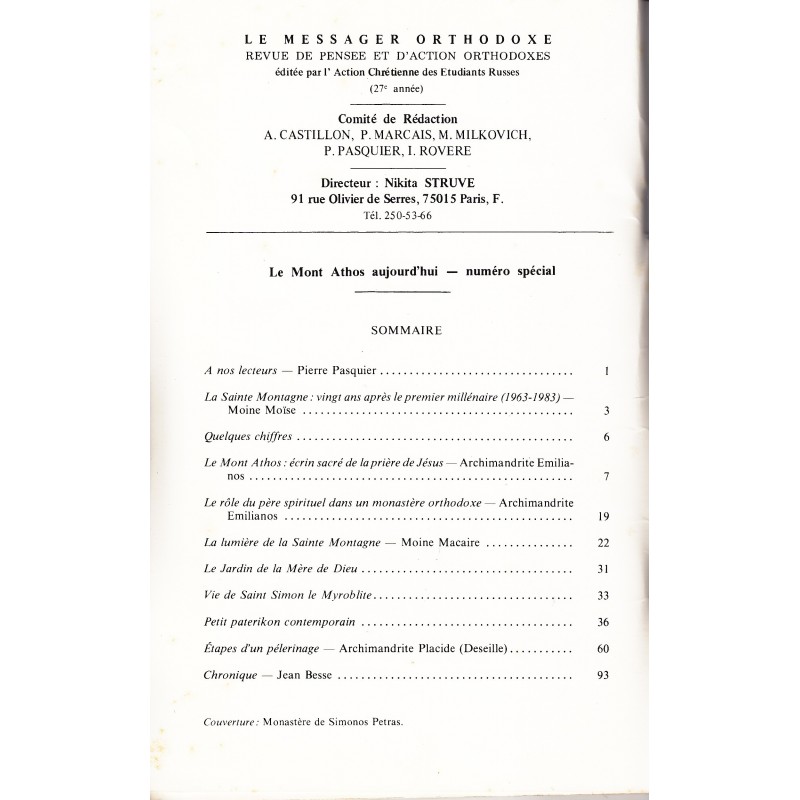 LE MESSAGER ORTHODOXE
REVUE DE PENSEE ET D'ACTION ORTHODOXES
éditée par l' Action Chrétienne des Etudiants Russes
(27e année)
Comité de Rédaction
A. CASTILLON, P. MARCAIS, M. MILKOVICH,
P. PASQUIER, I. ROVERE
Directeur : Nikita STRUVE
91 rue Olivier de Serres, 75015 Paris, F.
Tél. 250-53-66
Le Mont Athos aujourd'hui — numéro spécial
SOMMAIRE
A nos lecteurs — Pierre Pasquier ................................ 1
La Sainte Montagne : vingt ans après le premier millénaire (1963-1983) —
Moine Moïse ............................................. 3
Quelques chiffres .............................................. 6
Le Mont Athos : écrin sacré de la prière de Jésus — Archimandrite Emilia-
nos ...................................................... 7
Le rôle du père spirituel dans un monastère orthodoxe — Archimandrite
Emilianos ................................................ 19
La lumière de la Sainte Montagne — Moine Macaire .............. 22
Le Jardin de la Mère de Dieu ................................... 31
Vie de Saint Simon le Myroblite................................. 33
Petit paterikon contemporain ................................... 36
Étapes d'un pélerinage — Archimandrite Placide (Deseille)........... 60
Chronique — Jean Besse ....................................... 93
Couverture : Monastère de Simonos Petras.